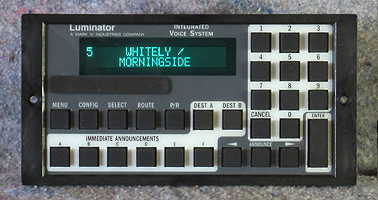 Luminator
A MARK IV INDUSTRIES COMPANY
INTEGRATED
VOICE SYSTEM
5 WHITELY /
MORNINGSIDE
1 2 3
4 5 6
7 8 9
MENU CONFIG SELECT ROUTE P/R DEST A DEST B
CANCEL 0 ENTER
IMMEDIATE ANNOUNCEMENTS
A B C D E F
ANNOUNCE